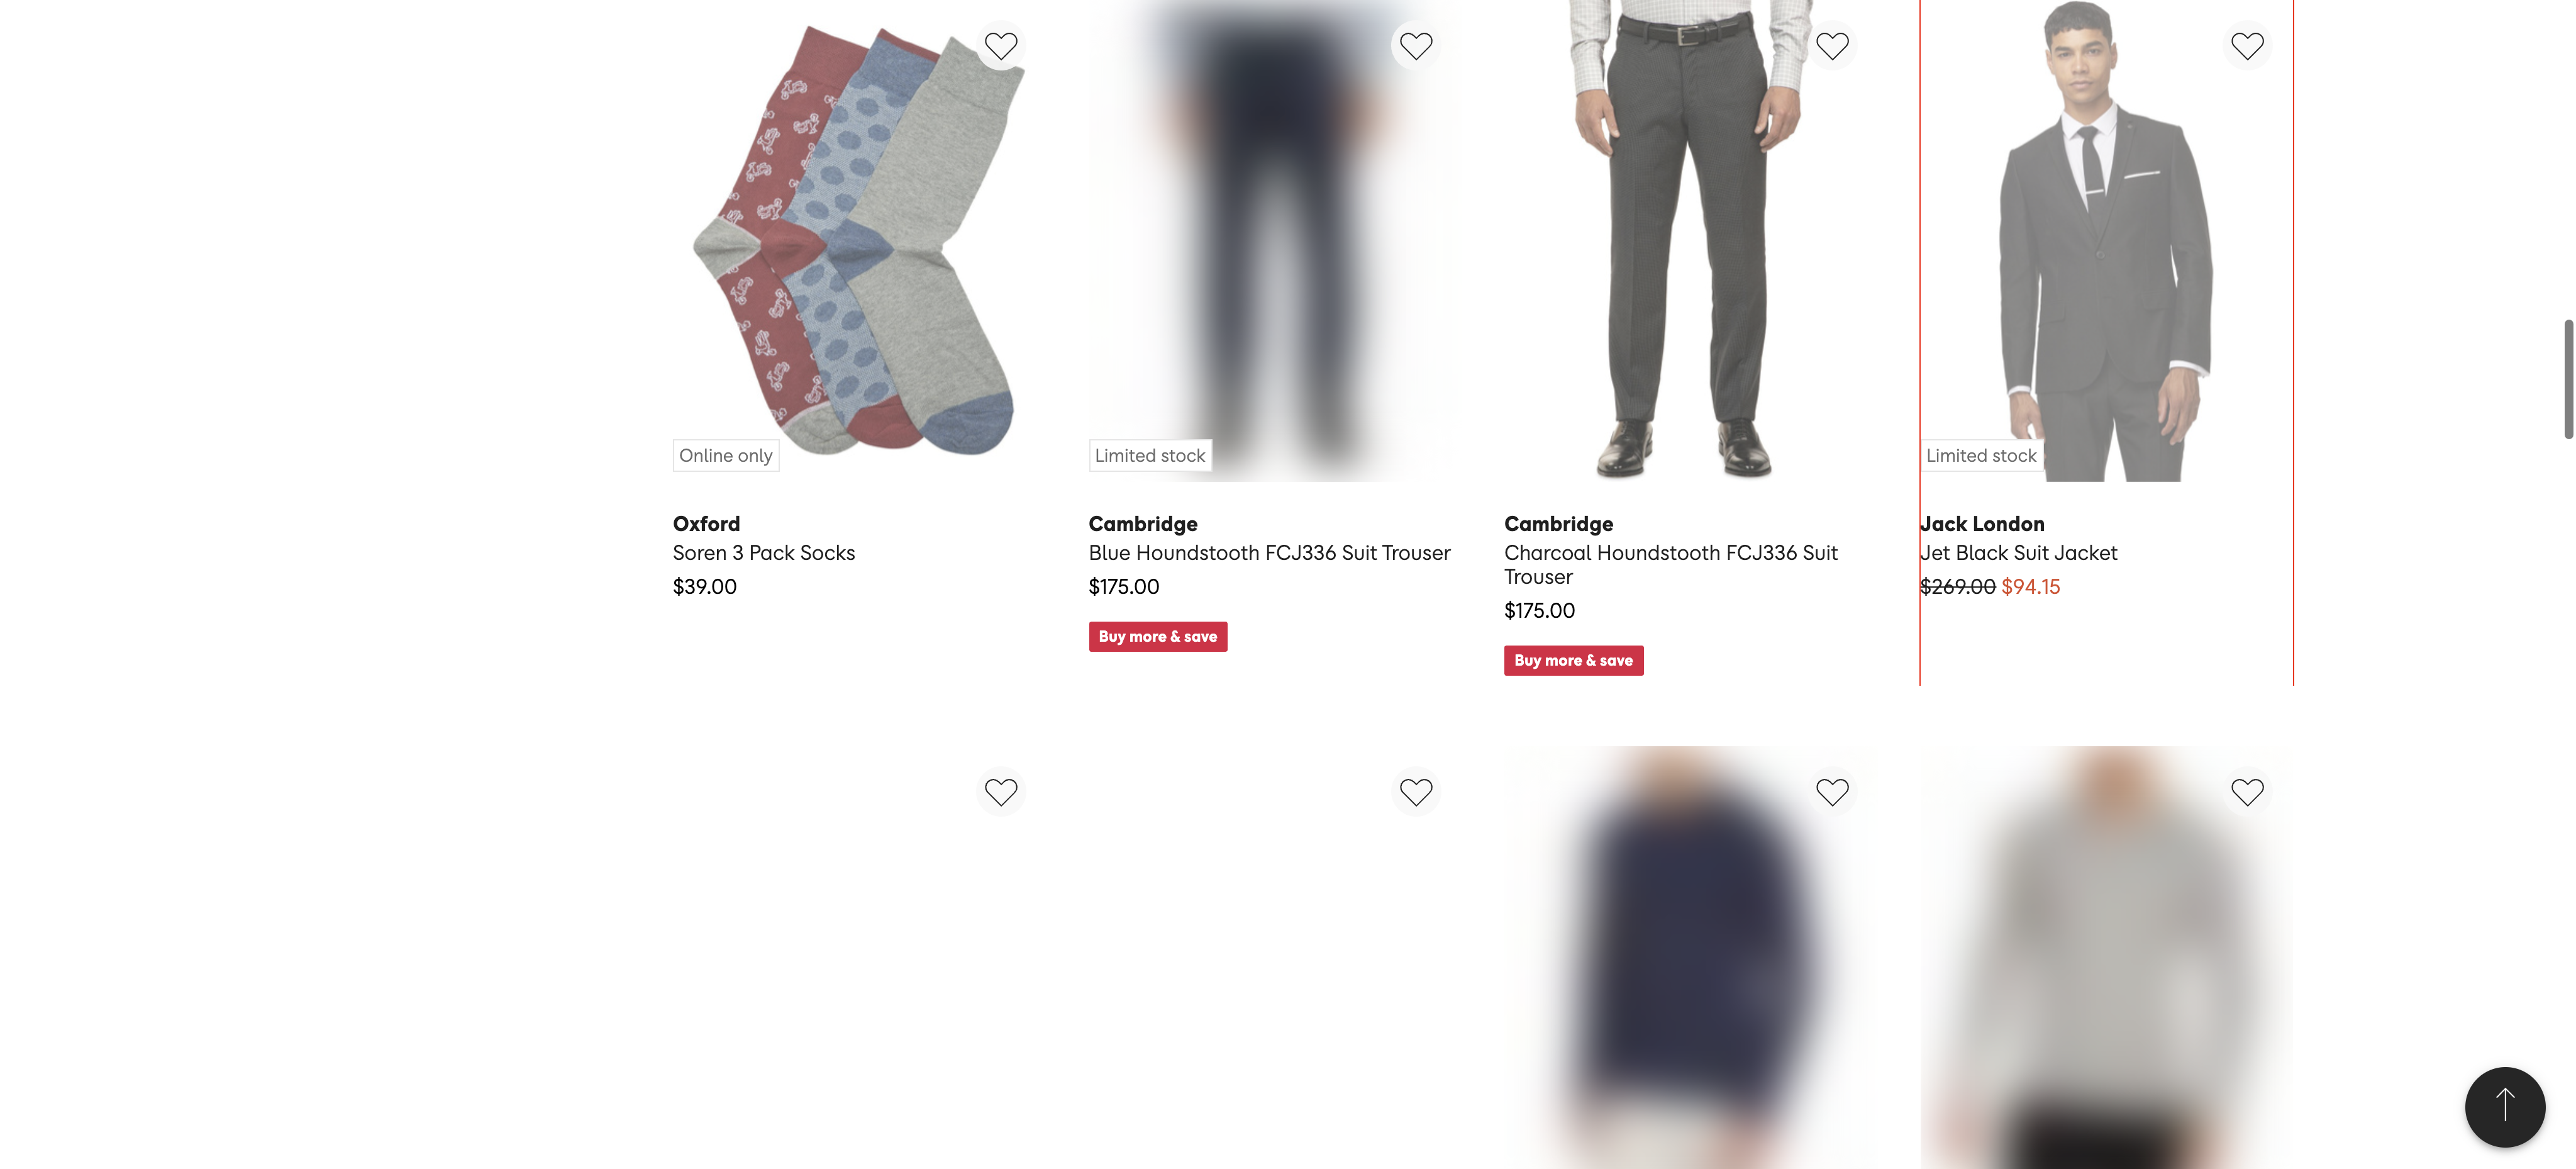 Online only
Limited stock
Limited stock
Oxford
Soren 3 Pack Socks
$39.00
Cambridge
Blue Houndstooth FCJ336 Suit Trouser
$175.00
Buy more & save
Cambridge
Charcoal Houndstooth FCJ336 Suit
Trouser
$175.00
Buy more & save
Jack London
Jet Black Suit Jacket
$269.00 $94.15